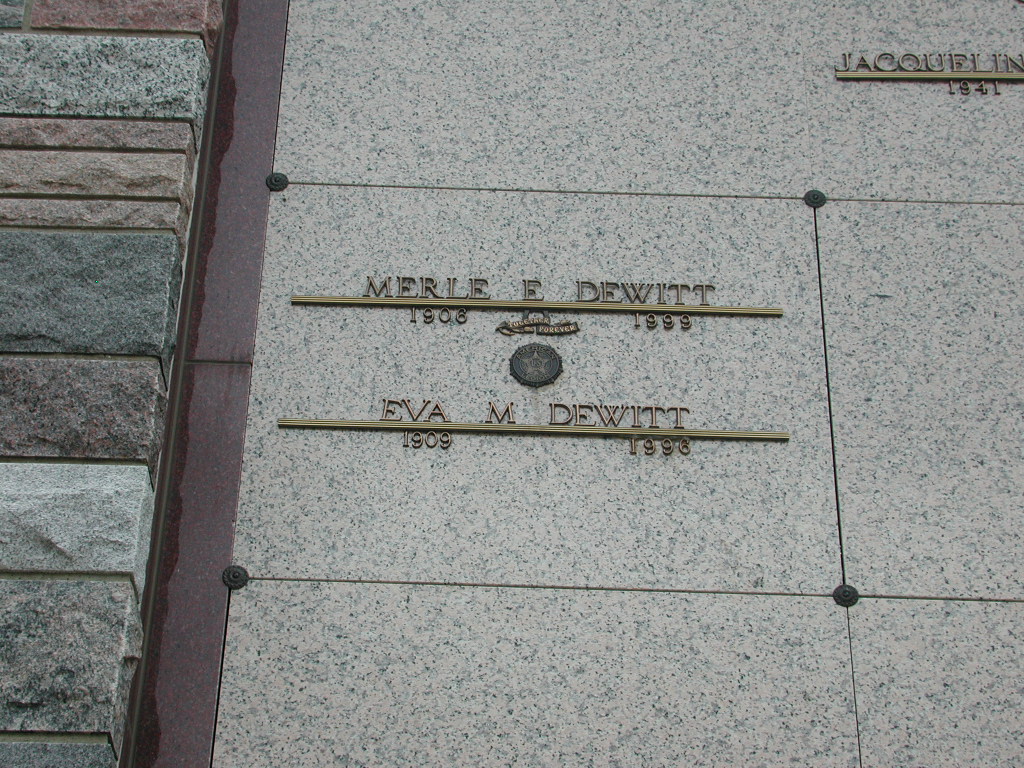 JACQUELIN
1941
MERLE E DEWITT
1906 1999
TOGETHER
FOREVER
EVA M DEWITT
1909 1996